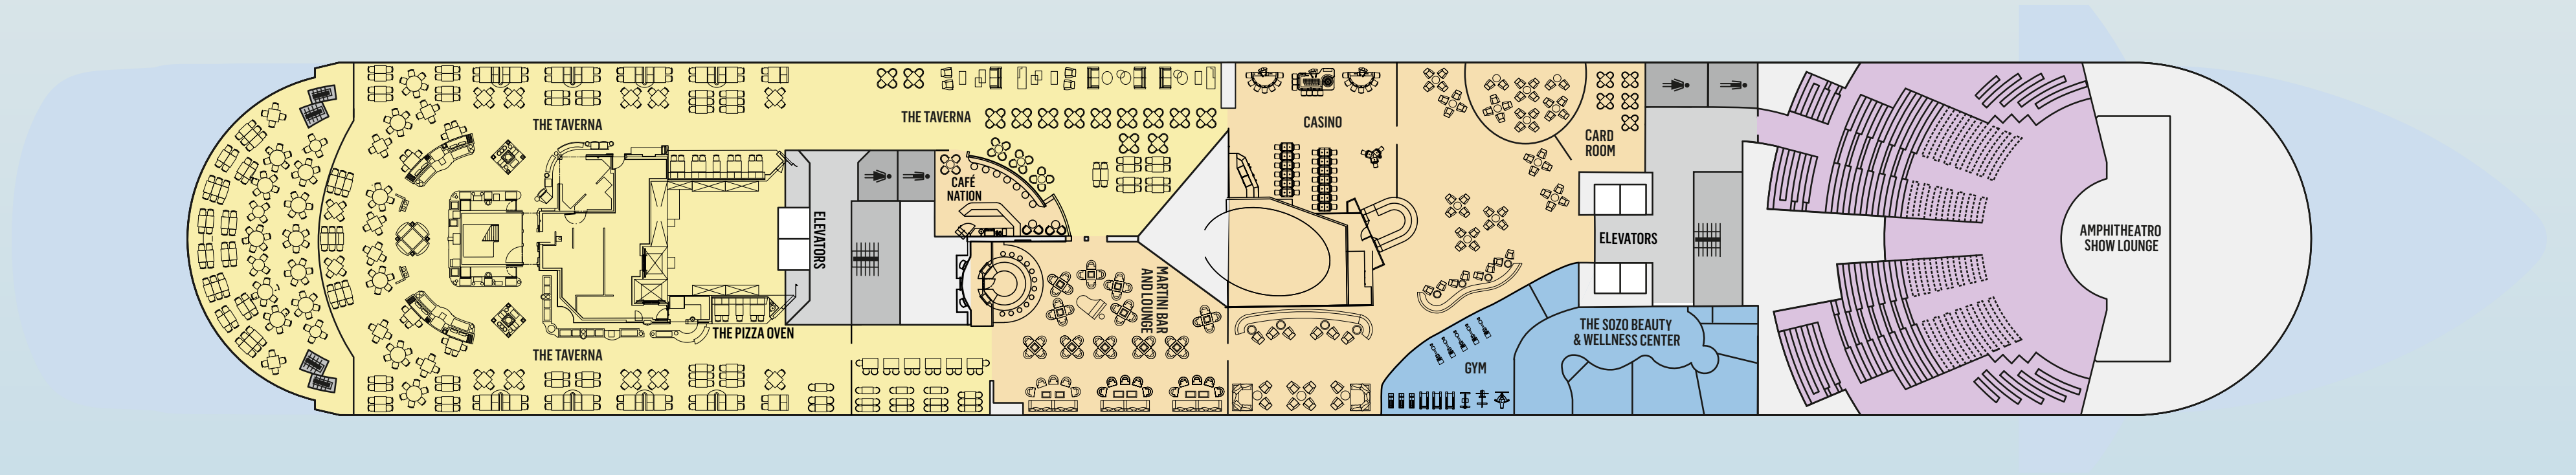 THE TAVERNA
THE PIZZA OVEN
THE TAVERNA
ELEVATORS
THE TAVERNA
CAFÉ
NATION
MARTINI BAR
AND LOUNGE
CASINO
CARD
ROOM
ELEVATORS
GYM
THE SOZO BEAUTY
& WELLNESS CENTER
AMPHITHEATRO
SHOW LOUNGE